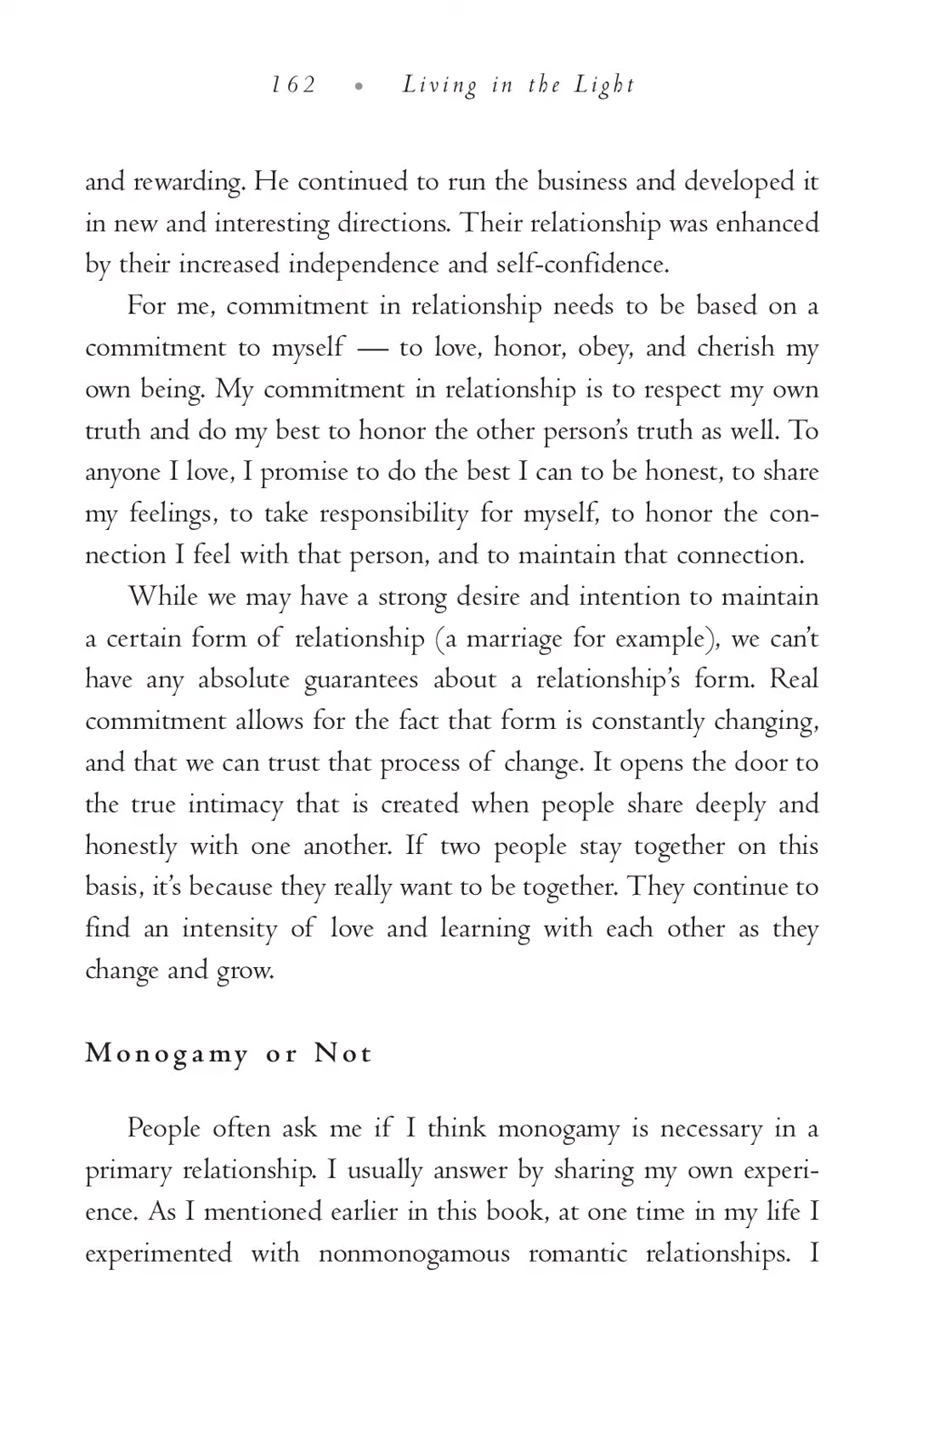 162 • Living in the Light
and rewarding. He continued to run the business and developed it
in new and interesting directions. Their relationship was enhanced
by their increased independence and self-confidence.
For me, commitment in relationship needs to be based on a
commitment to myself — to love, honor, obey, and cherish my
own being. My commitment in relationship is to respect my own
truth and do my best to honor the other person’s truth as well. To
anyone I love, I promise to do the best I can to be honest, to share
my feelings, to take responsibility for myself, to honor the con-
nection I feel with that person, and to maintain that connection.
While we may have a strong desire and intention to maintain
a certain form of relationship (a marriage for example), we can’t
have any absolute guarantees about a relationship’s form. Real
commitment allows for the fact that form is constantly changing,
and that we can trust that process of change. It opens the door to
the true intimacy that is created when people share deeply and
honestly with one another. If two people stay together on this
basis, it’s because they really want to be together. They continue to
find an intensity of love and learning with each other as they
change and grow.
Monogamy or Not
People often ask me if I think monogamy is necessary in a
primary relationship. I usually answer by sharing my own experi-
ence. As I mentioned earlier in this book, at one time in my life I
experimented with nonmonogamous romantic relationships. I